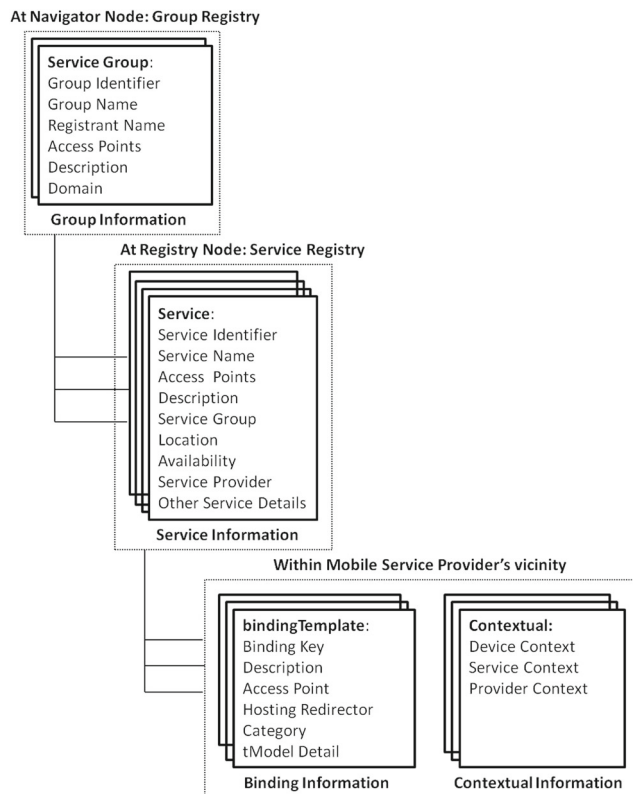 At Navigator Node: Group Registry
Service Group:
Group Identifier
Group Name
Registrant Name
Access Points
Description
Domain
Group Information
At Registry Node: Service Registry
Service:
Service Identifier
Service Name
Access Points
Description
Service Group
Location
Availability
Service Provider
Other Service Details
Service Information
Within Mobile Service Provider's vicinity
bindingTemplate:
Binding Key
Description
Access Point
Hosting Redirector
Category
tModel Detail
Binding Information
Contextual:
Device Context
Service Context
Provider Context
Contextual Information